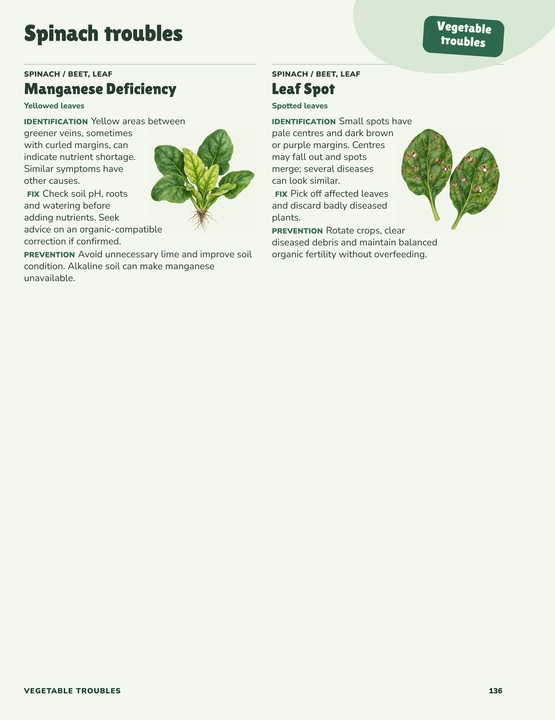 Spinach troubles
Vegetable
troubles
SPINACH / BEET, LEAF
Manganese Deficiency
Yellowed leaves
IDENTIFICATION Yellow areas between
greener veins, sometimes
with curled margins, can
indicate nutrient shortage.
Similar symptoms have
other causes.
FIX Check soil pH, roots
and watering before
adding nutrients. Seek
advice on an organic-compatible
correction if confirmed.
PREVENTION Avoid unnecessary lime and improve soil
condition. Alkaline soil can make manganese
unavailable.
SPINACH / BEET, LEAF
Leaf Spot
Spotted leaves
IDENTIFICATION Small spots have
pale centres and dark brown
or purple margins. Centres
may fall out and spots
merge; several diseases
can look similar.
FIX Pick off affected leaves
and discard badly diseased
plants.
PREVENTION Rotate crops, clear
diseased debris and maintain balanced
organic fertility without overfeeding.
VEGETABLE TROUBLES
136